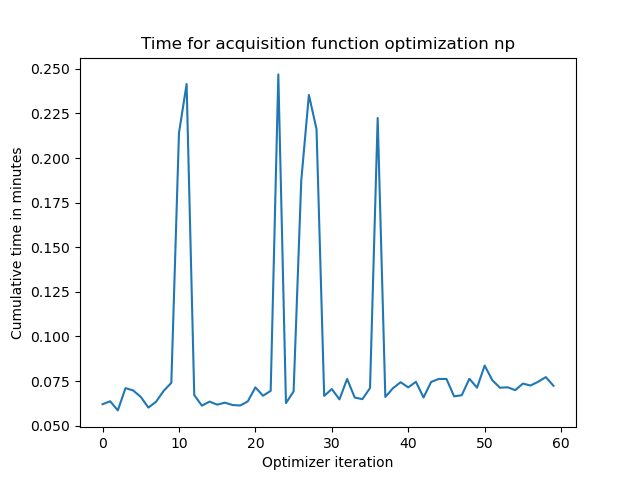 Time for acquisition function optimization np
Cumulative time in minutes
0.250
0.225
0.200
0.175
0.150
0.125
0.100
0.075
0.050
0 10 20 30 40 50 60
Optimizer iteration